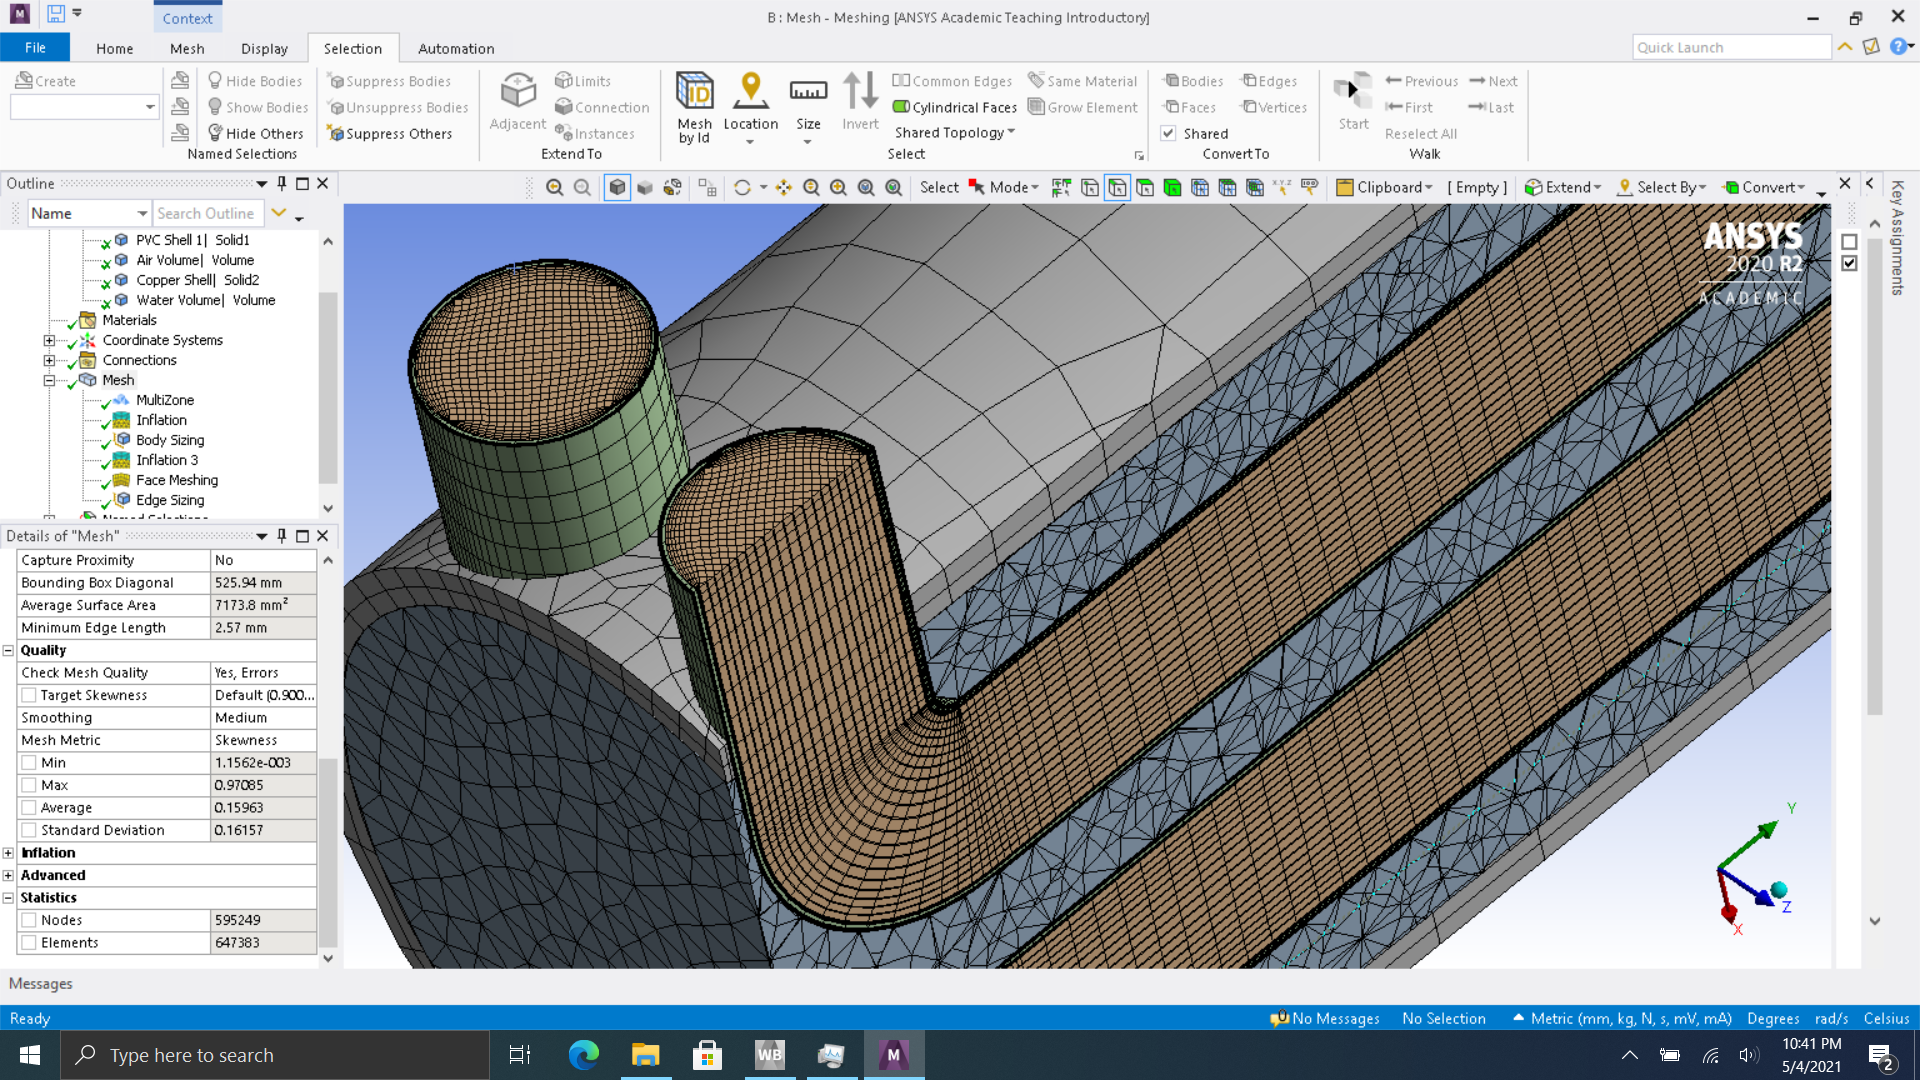 Context
B : Mesh - Meshing [ANSYS Academic Teaching Introductory]
File Home Mesh Display Selection Automation
Quick Launch
Create
Hide Bodies
Show Bodies
Hide Others
Named Selections
Suppress Bodies
Unsuppress Bodies
Suppress Others
Adjacent
Limits
Connection
Instances
Extend To
Mesh by Id
Location
Size
Invert
Common Edges
Cylindrical Faces
Shared Topology
Same Material
Grow Element
Select
Bodies Edges
Faces Vertices
Shared
Convert To
Start
Previous Next
First Last
Reselect All
Walk
Outline
Name Search Outline
Select Mode Clipboard [ Empty ] Extend Select By Convert
Key Assignments
PVC Shell 1| Solid1
Air Volume| Volume
Copper Shell| Solid2
Water Volume| Volume
Materials
Coordinate Systems
Connections
Mesh
MultiZone
Inflation
Body Sizing
Inflation 3
Face Meshing
Edge Sizing
Named Selections
Details of "Mesh"
Capture Proximity No
Bounding Box Diagonal 525.94 mm
Average Surface Area 7173.8 mm²
Minimum Edge Length 2.57 mm
Quality
Check Mesh Quality Yes, Errors
Target Skewness Default (0.900...
Smoothing Medium
Mesh Metric Skewness
Min 1.1562e-003
Max 0.97085
Average 0.15963
Standard Deviation 0.16157
Inflation
Advanced
Statistics
Nodes 595249
Elements 647383
ANSYS
2020 R2
ACADEMIC
Y
Z
X
Messages
Ready
0 No Messages No Selection Metric (mm, kg, N, s, mV, mA) Degrees rad/s Celsius
Type here to search
WB
M
10:41 PM
5/4/2021
2